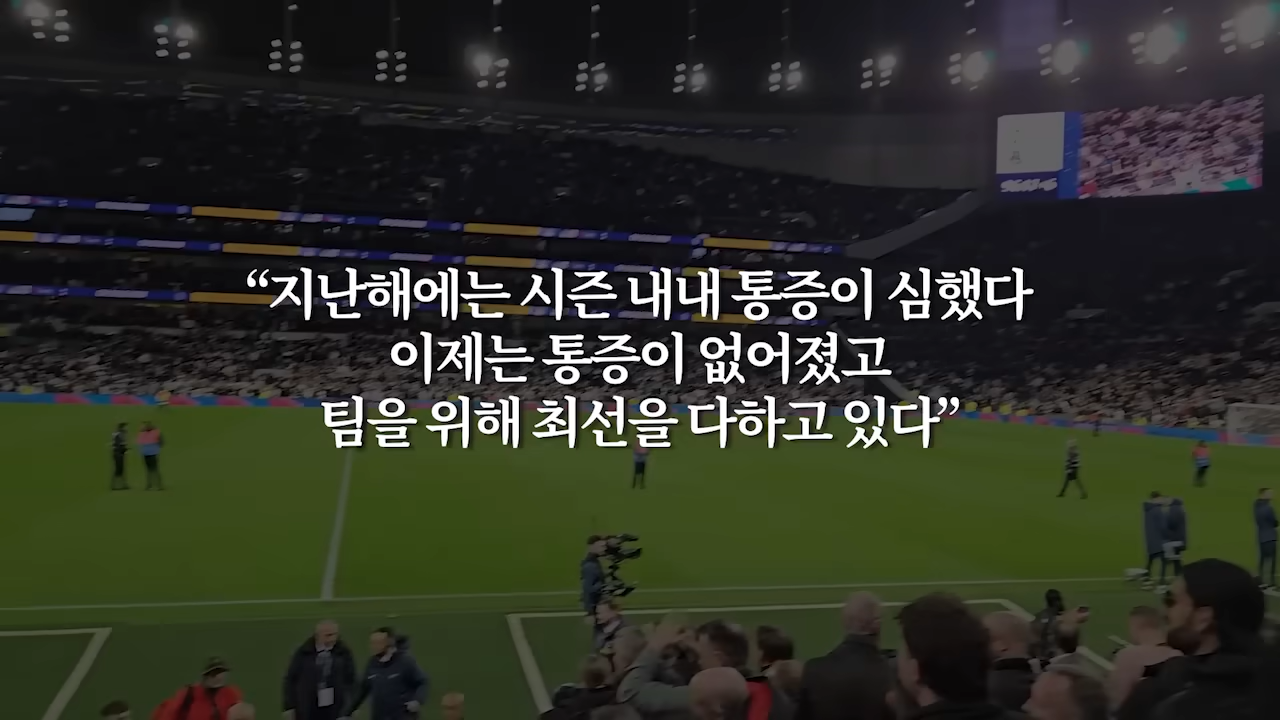 “지난해에는 시즌 내내 통증이 심했다
이제는 통증이 없어졌고
팀을 위해 최선을 다하고 있다”